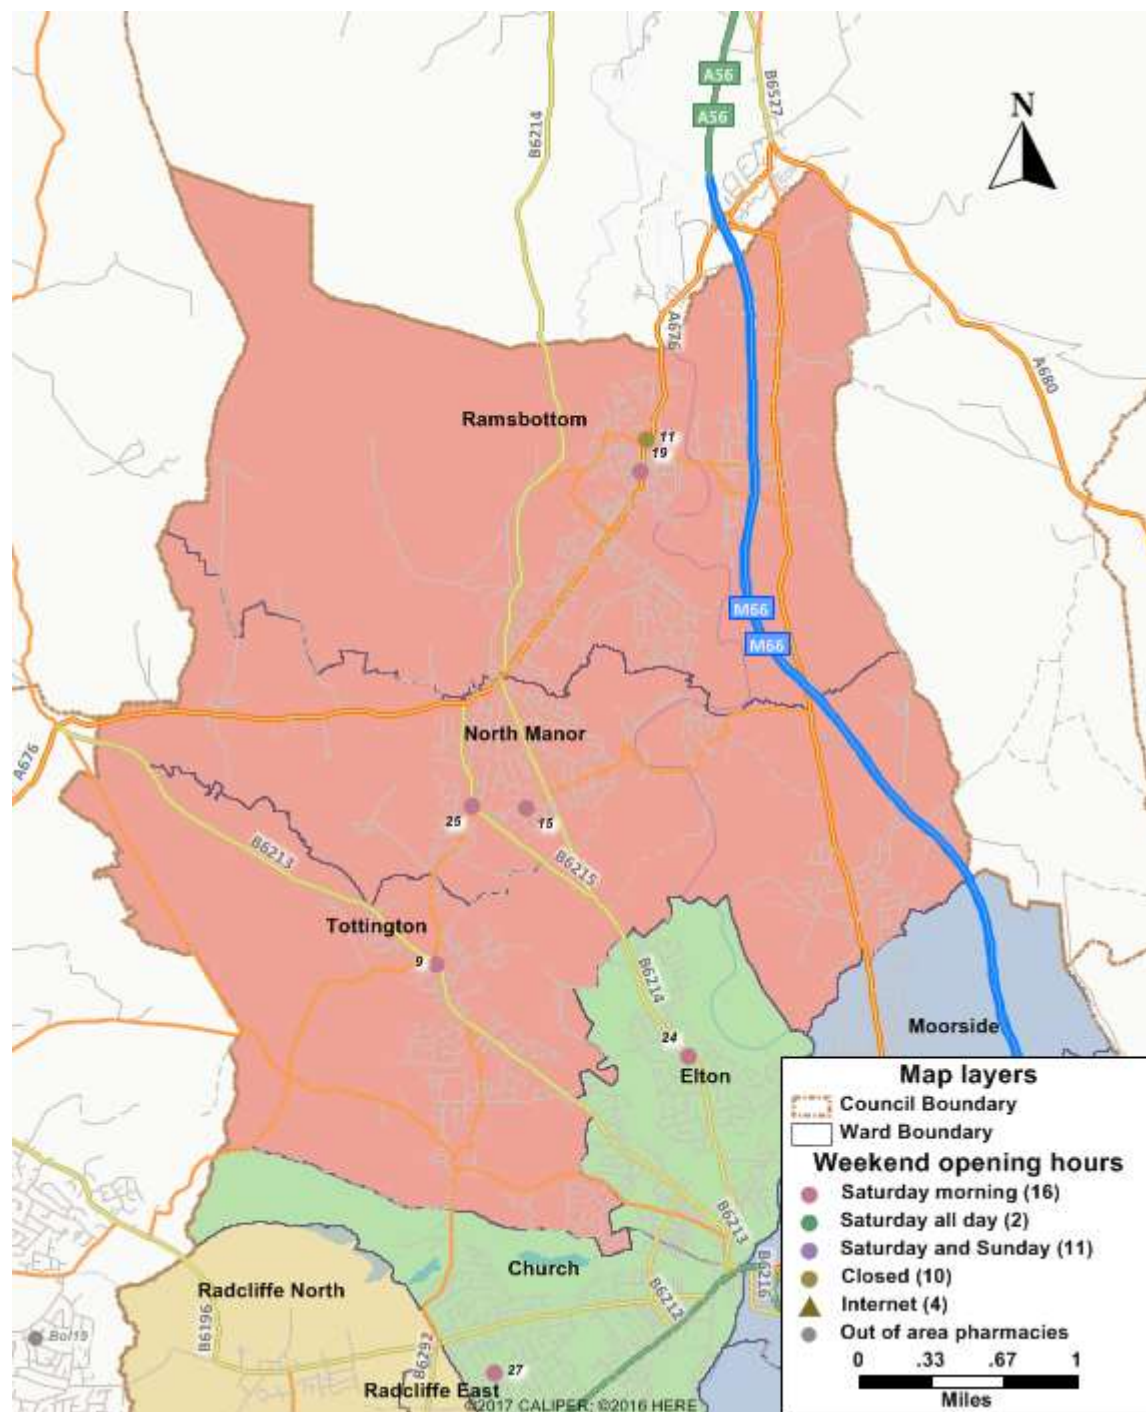 A56
A56
B6527
B6214
N
A676
A680
Ramsbottom
11
19
M66
M66
North Manor
A676
25
15
B6213
B6215
Tottington
9
B6214
24
Elton
Moorside
Map layers
Council Boundary
Ward Boundary
Weekend opening hours
Saturday morning (16)
Saturday all day (2)
Saturday and Sunday (11)
Closed (10)
Internet (4)
Out of area pharmacies
0 .33 .67 1
Miles
B6213
B6216
Church
Radcliffe North
B6212
B6196
Bol19
B6292
27
Radcliffe East
©2017 CALIPER; ©2016 HERE